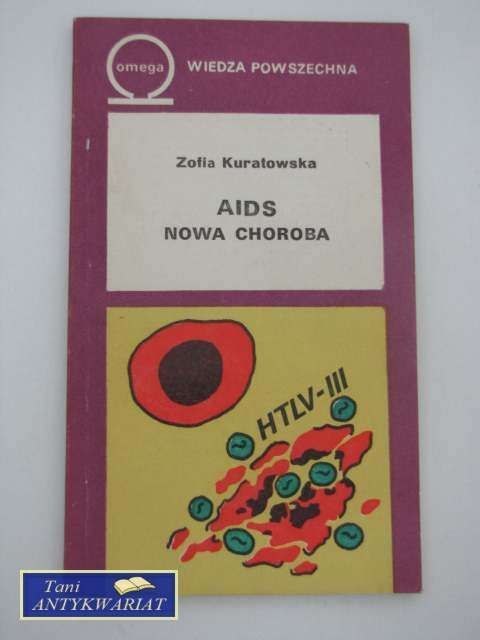 omega
WIEDZA POWSZECHNA
Zofia Kuratowska
AIDS
NOWA CHOROBA
HTLV-III
Tani
ANTYKWARIAT